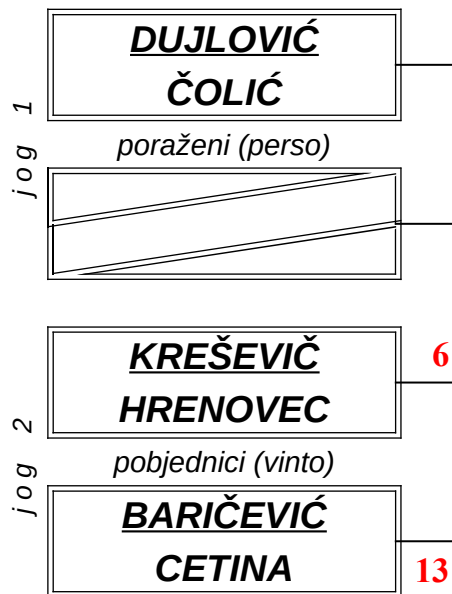 DUJLOVIĆ
ČOLIĆ
jog 1
poraženi (perso)
KREŠEVIČ
6
HRENOVEC
jog 2
pobjednici (vinto)
BARIČEVIĆ
CETINA
13